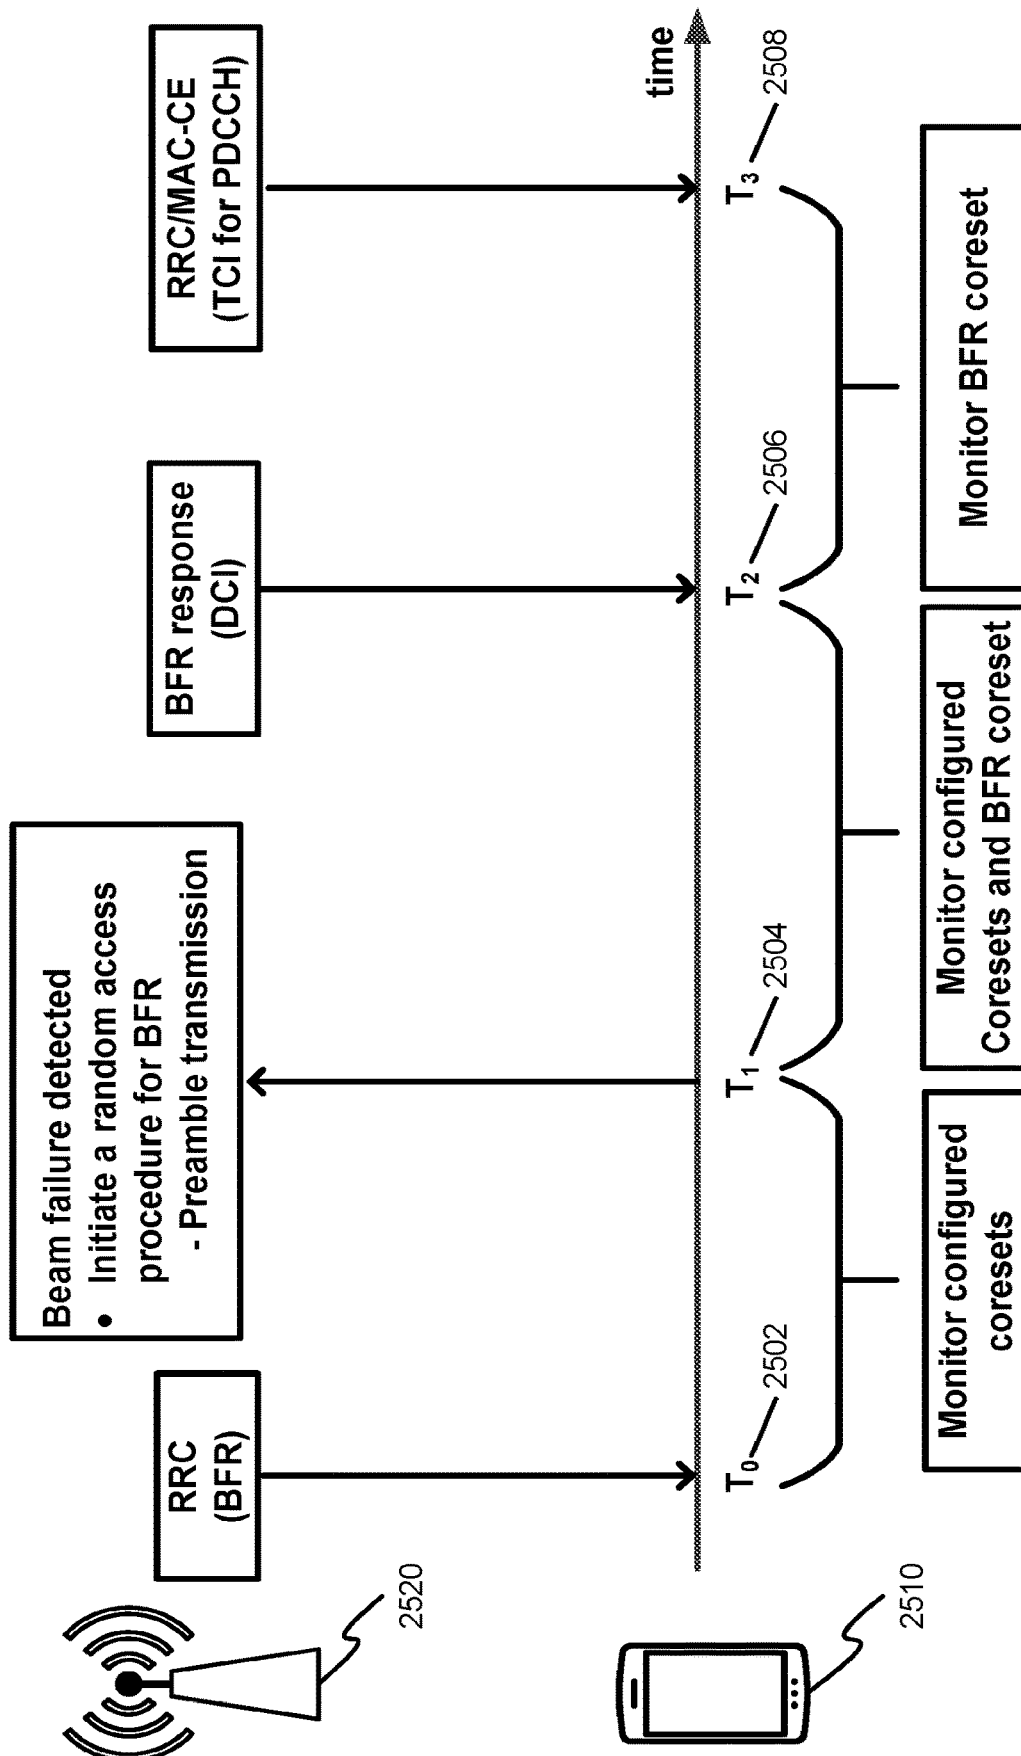 RRC
(BFR)
Beam failure detected
• Initiate a random access
procedure for BFR
- Preamble transmission
BFR response
(DCI)
RRC/MAC-CE
(TCI for PDCCH)
2520
time
T0 2502
T1 2504
T2 2506
T3 2508
2510
Monitor configured
coresets
Monitor configured
Coresets and BFR coreset
Monitor BFR coreset